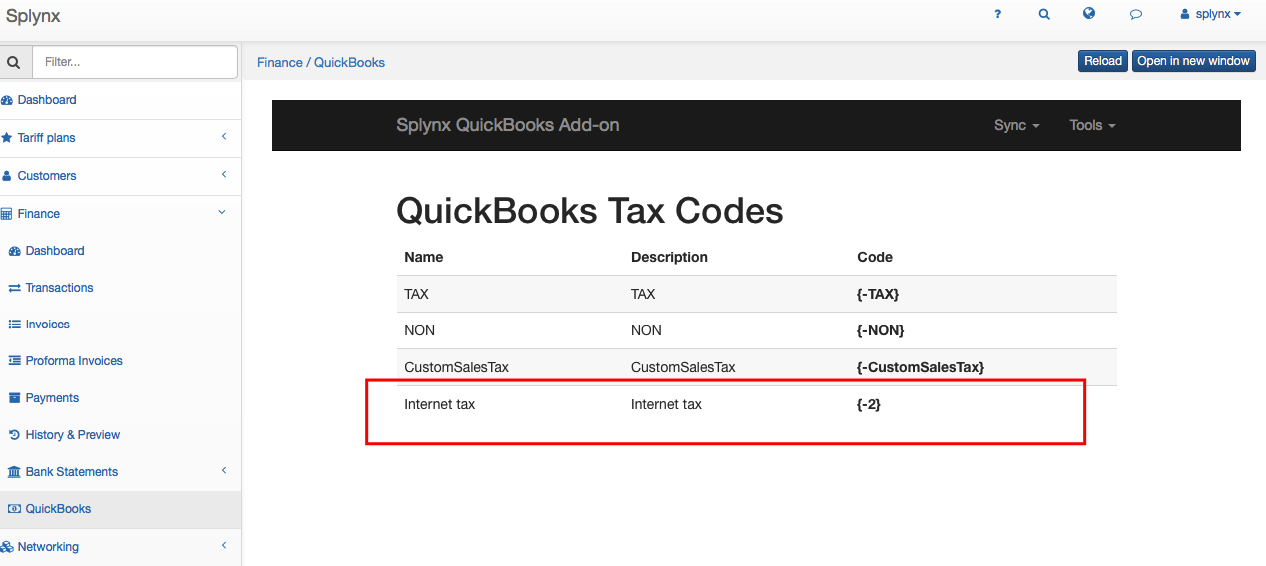 Splynx
? splynx
Filter...
Finance / QuickBooks
Reload
Open in new window
Dashboard
Tariff plans
Customers
Finance
Dashboard
Transactions
Invoices
Proforma Invoices
Payments
History & Preview
Bank Statements
QuickBooks
Networking
Splynx QuickBooks Add-on Sync Tools
QuickBooks Tax Codes
Name Description Code
TAX TAX {-TAX}
NON NON {-NON}
CustomSalesTax CustomSalesTax {-CustomSalesTax}
Internet tax Internet tax {-2}